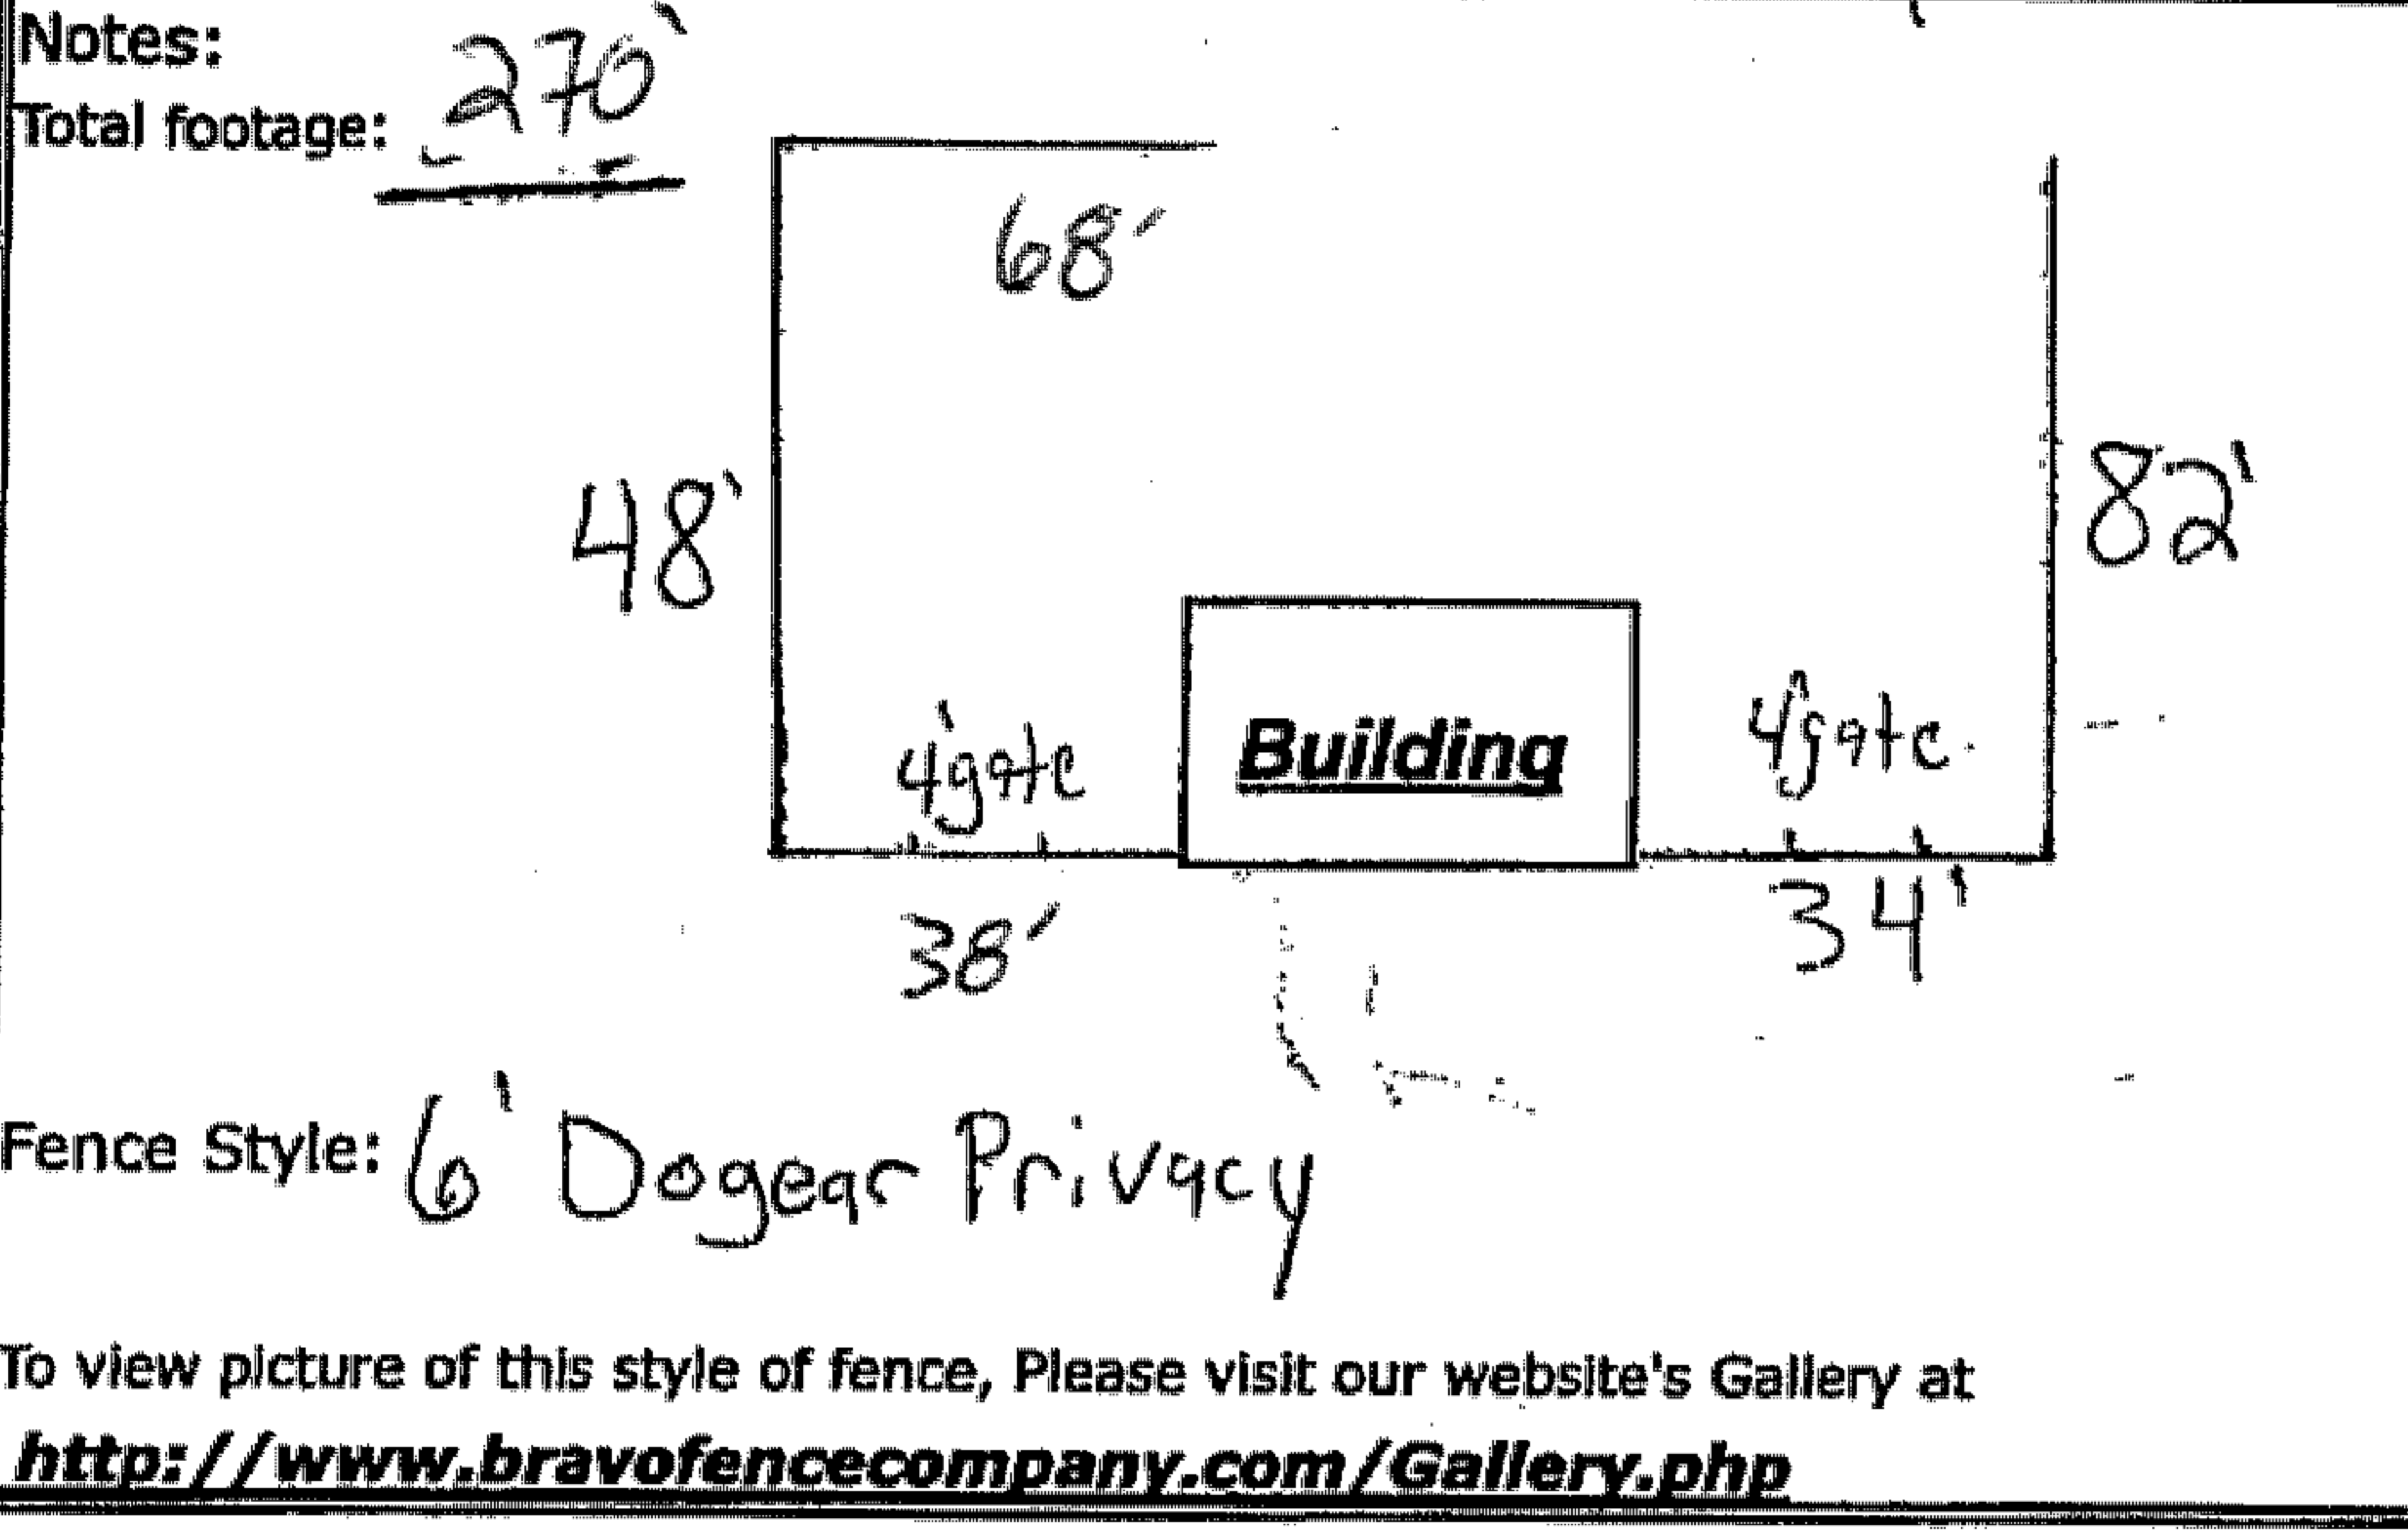 Notes:
Total footage: 270'
68'
48'
82'
4' gate
Building
4' gate
38'
34'
Fence Style: 6' Dogear Privacy
To view picture of this style of fence, Please visit our website's Gallery at
http://www.bravofencecompany.com/Gallery.php